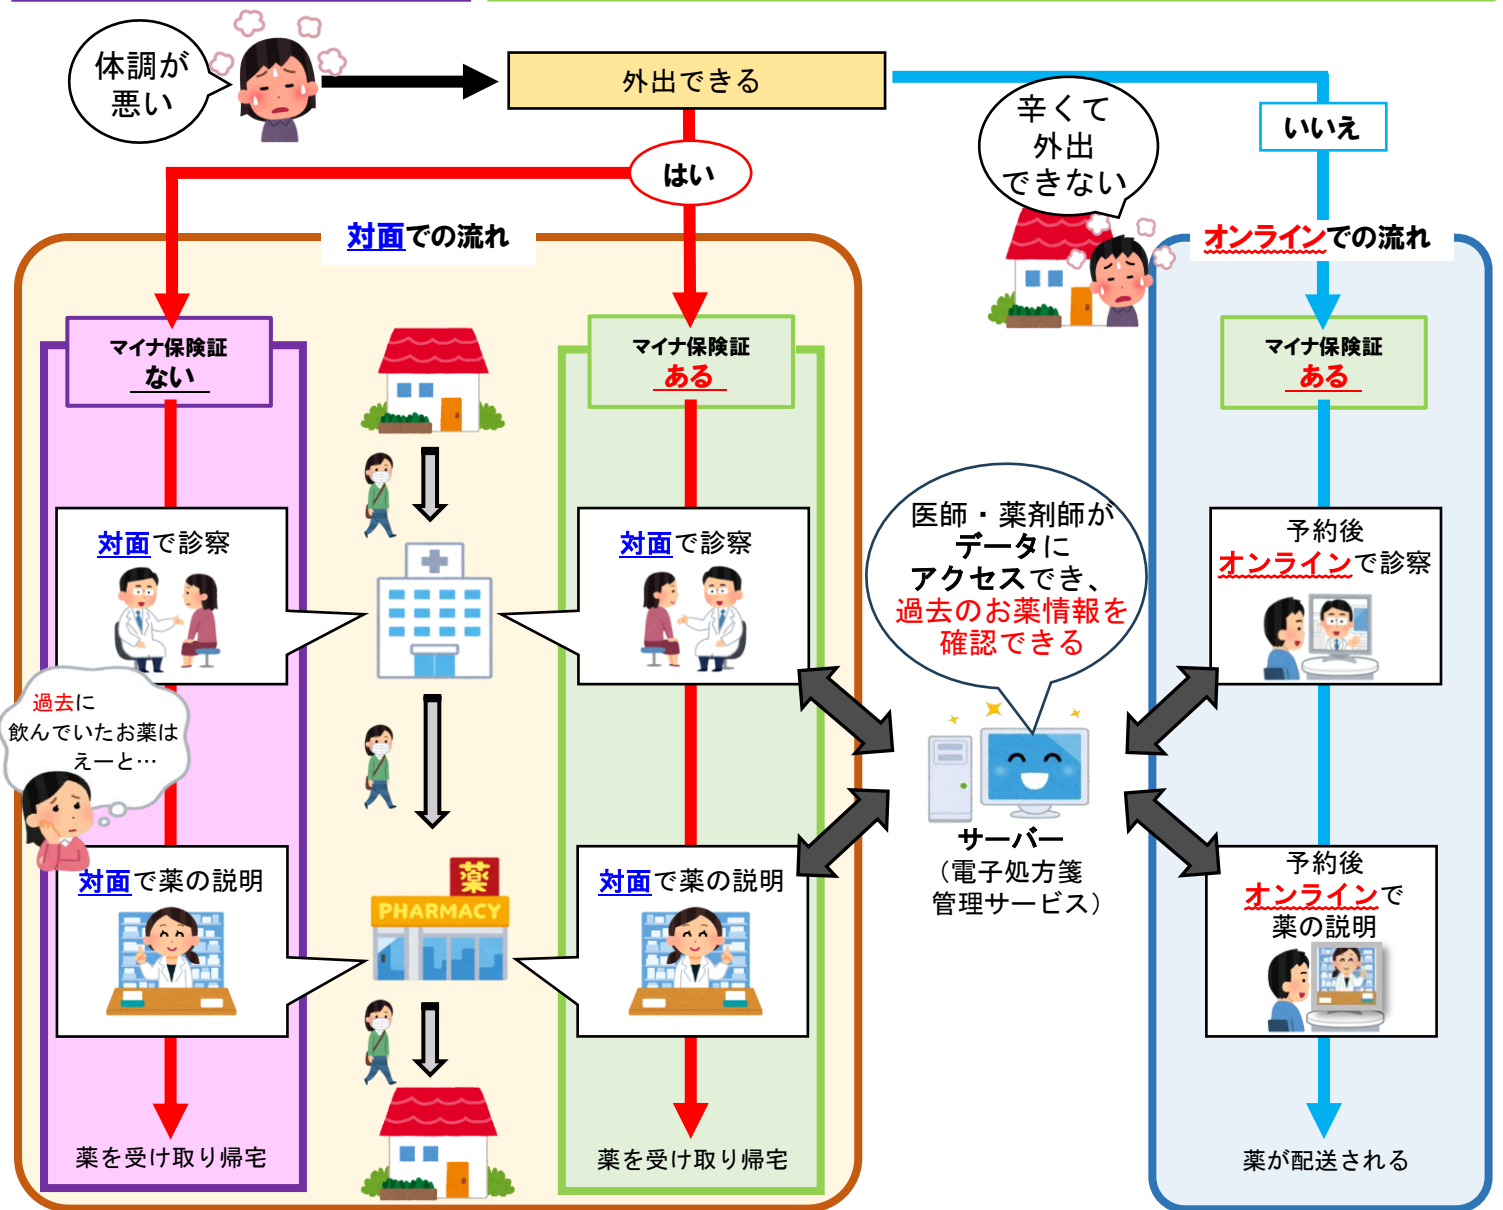 体調が
悪い
外出できる
はい
いいえ
辛くて
外出
できない
対面での流れ
オンラインでの流れ
マイナ保険証
ない
マイナ保険証
ある
マイナ保険証
ある
対面で診察
対面で診察
予約後
オンラインで診察
医師・薬剤師が
データに
アクセスでき、
過去のお薬情報を
確認できる
過去に
飲んでいたお薬は
えーと…
サーバー
（電子処方箋
管理サービス）
対面で薬の説明
薬
PHARMACY
対面で薬の説明
予約後
オンラインで
薬の説明
薬を受け取り帰宅
薬を受け取り帰宅
薬が配送される